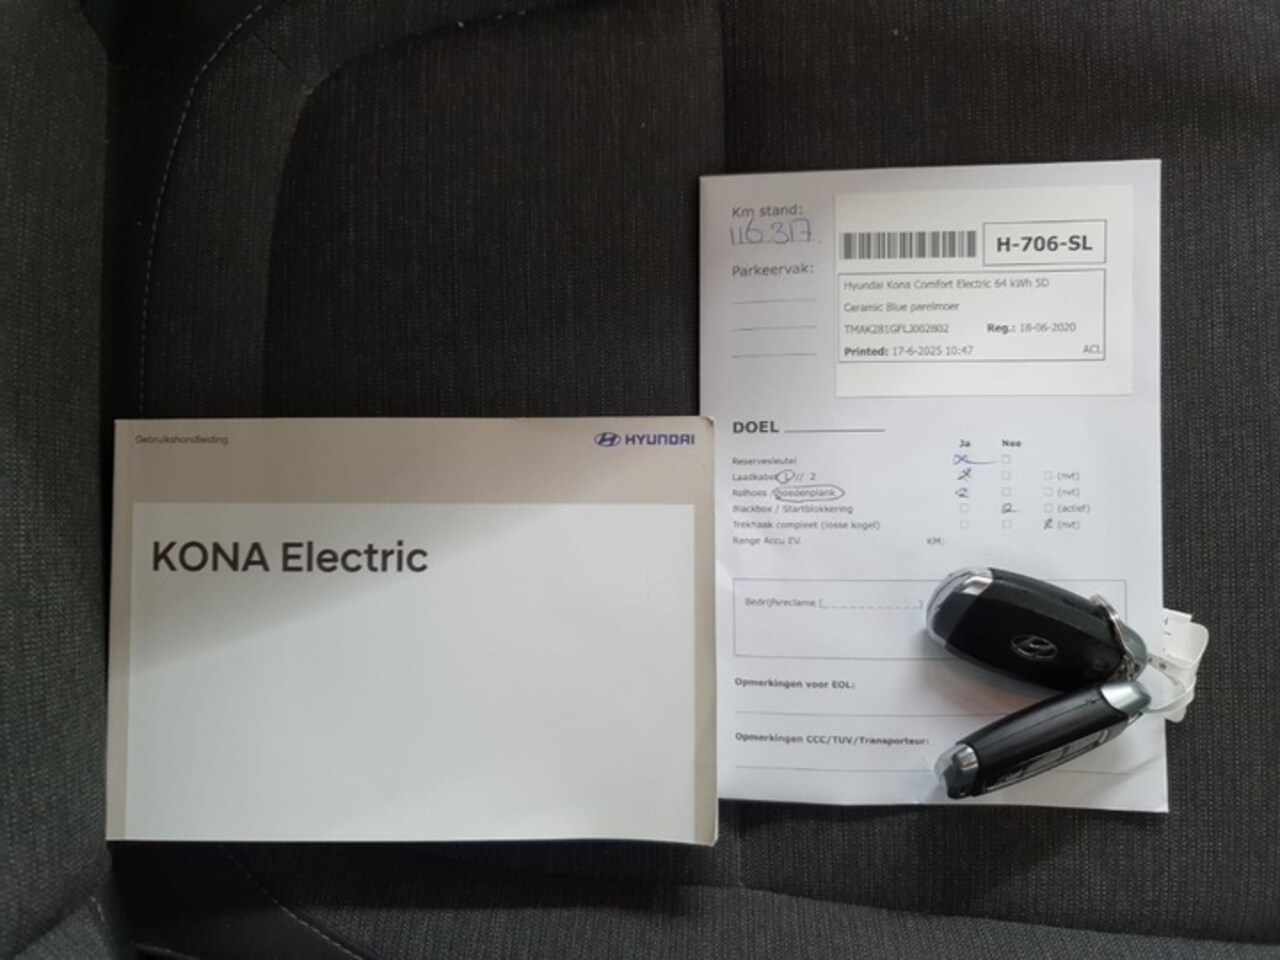 Gebruikshandleiding
HYUNDAI
KONA Electric
Km stand:
116.317.
Parkeervak:
H-706-SL
Hyundai Kona Comfort Electric 64 kWh 5D
Ceramic Blue parelmoer
TMAK281GFLJ002802 Reg.: 18-06-2020
Printed: 17-6-2025 10:47 ACL
DOEL
Ja Nee
Reservesleutel
Laadkabel 1 // 2 (nvt)
Rolhoes / boedenplank (nvt)
Blackbox / Startblokkering (actief)
Trekhaak compleet (losse kogel) (nvt)
Range Accu EV. KM:
Bedrijfsreclame (_ _ _ _ _ _ _ _ _ _)
Opmerkingen voor EOL:
Opmerkingen CCC/TUV/Transporteur: